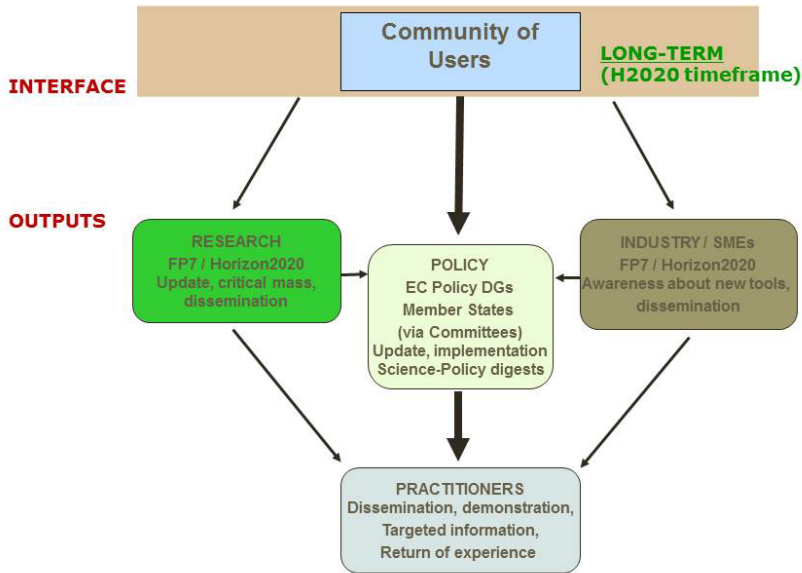 Community of
Users
LONG-TERM
(H2020 timeframe)
INTERFACE
OUTPUTS
RESEARCH
FP7 / Horizon2020
Update, critical mass,
dissemination
POLICY
EC Policy DGs
Member States
(via Committees)
Update, implementation
Science-Policy digests
INDUSTRY / SMEs
FP7 / Horizon2020
Awareness about new tools,
dissemination
PRACTITIONERS
Dissemination, demonstration,
Targeted information,
Return of experience